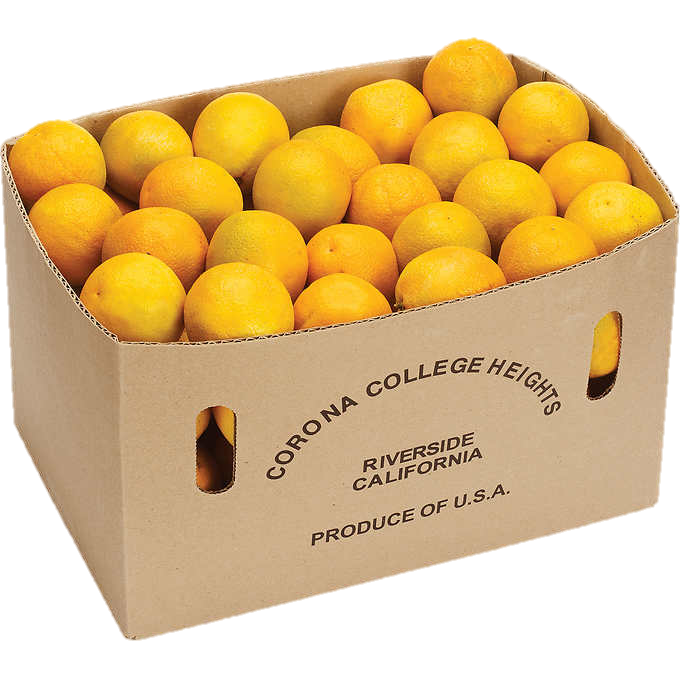 CORONA COLLEGE HEIGHTS
RIVERSIDE
CALIFORNIA
PRODUCE OF U.S.A.